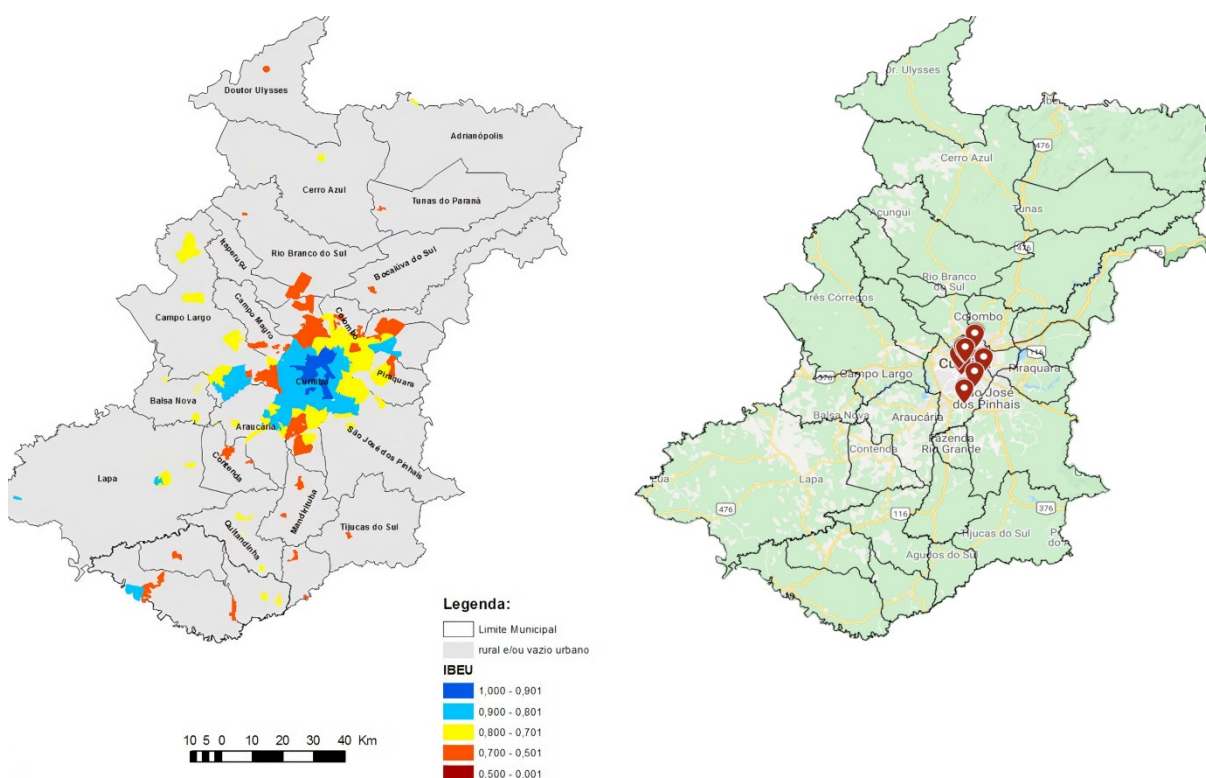 Doutor Ulysses
Adrianópolis
Cerro Azul
Tunas do Paraná
Itaperuçu
Rio Branco do Sul
Bocaiúva do Sul
Campo Magro
Colombo
Campo Largo
Curitiba
Piraquara
Balsa Nova
Araucária
São José dos Pinhais
Contenda
Lapa
Mandirituba
Quitandinha
Tijucas do Sul
Legenda:
Limite Municipal
rural e/ou vazio urbano
IBEU
1,000 - 0,901
0,900 - 0,801
0,800 - 0,701
0,700 - 0,501
0,500 - 0,001
10 5 0 10 20 30 40 Km
Dr. Ulysses
476
Cerro Azul
Açungui
Tunas
476
116
Rio Branco
do Sul
Três Córregos
Colombo
116
Campo Largo
Piraquara
376
Balsa Nova
São José
dos Pinhais
Araucária
Fazenda
Rio Grande
Contenda
Lapa
476
116
376
Tijucas do Sul
Agudos do Sul